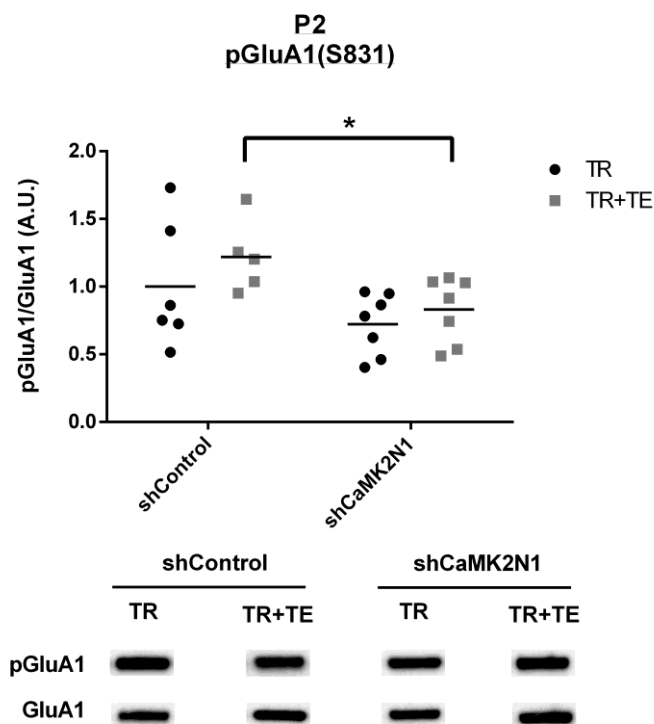 P2
pGluA1(S831)
*
pGluA1/GluA1 (A.U.)
2.0
1.5
1.0
0.5
0.0
TR
TR+TE
shControl
shCaMK2N1
shControl shCaMK2N1
TR TR+TE TR TR+TE
pGluA1
GluA1